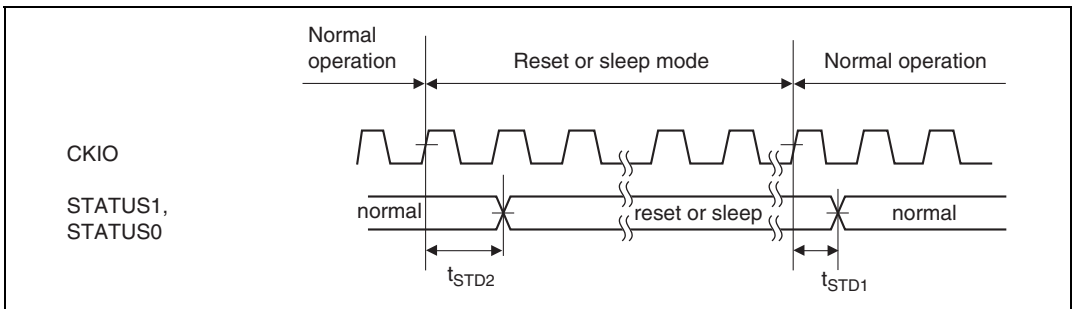 Normal
operation
Reset or sleep mode
Normal operation
CKIO
STATUS1,
STATUS0
normal
reset or sleep
normal
tSTD2
tSTD1